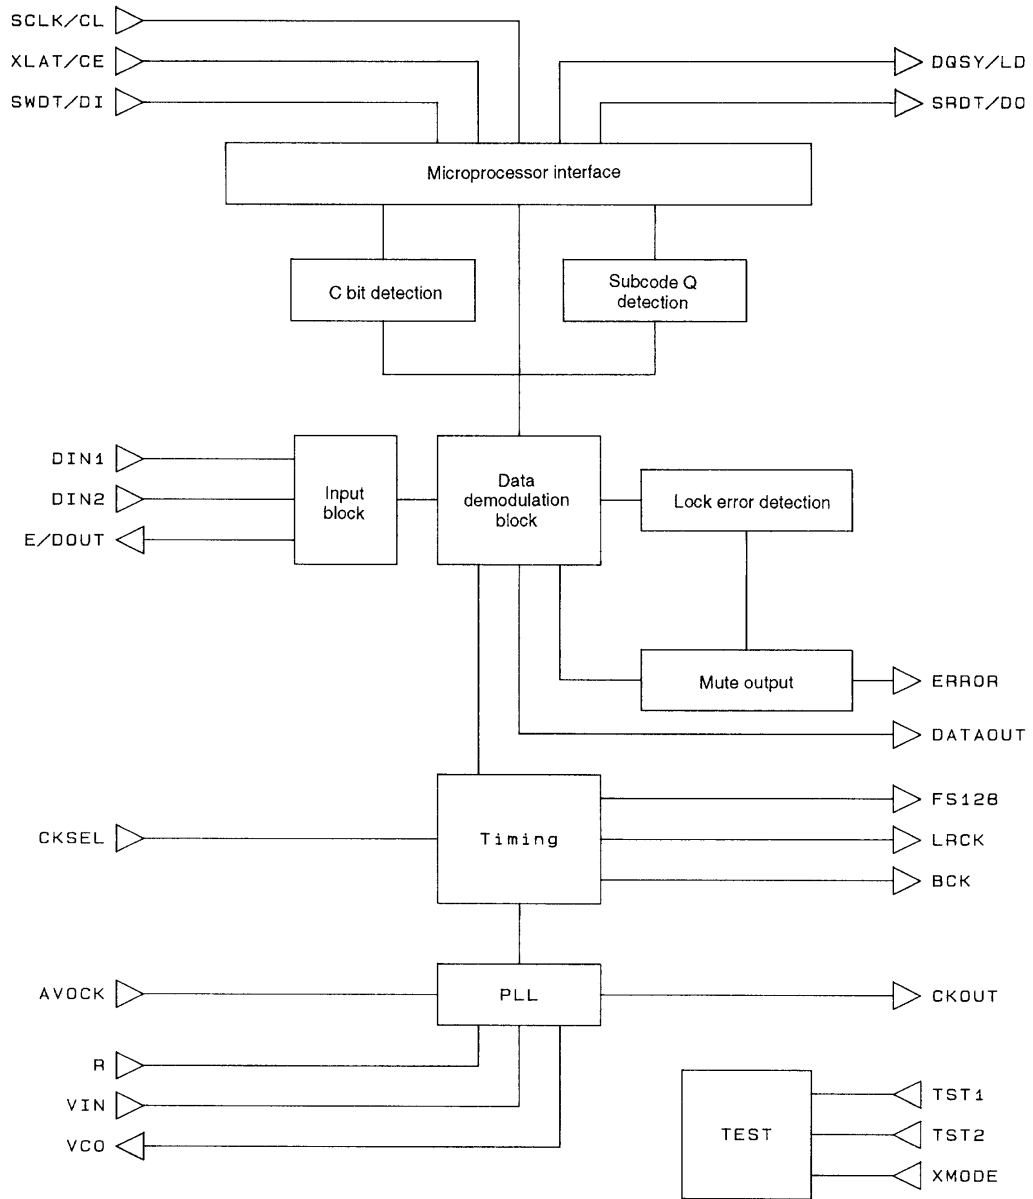 SCLK/CL
XLAT/CE
SWDT/DI
DQSY/LD
SRDT/DO
Microprocessor interface
C bit detection
Subcode Q
detection
DIN1
DIN2
E/DOUT
Input
block
Data
demodulation
block
Lock error detection
Mute output
ERROR
DATAOUT
CKSEL
Timing
FS128
LRCK
BCK
AVOCK
PLL
CKOUT
R
VIN
VCO
TEST
TST1
TST2
XMODE